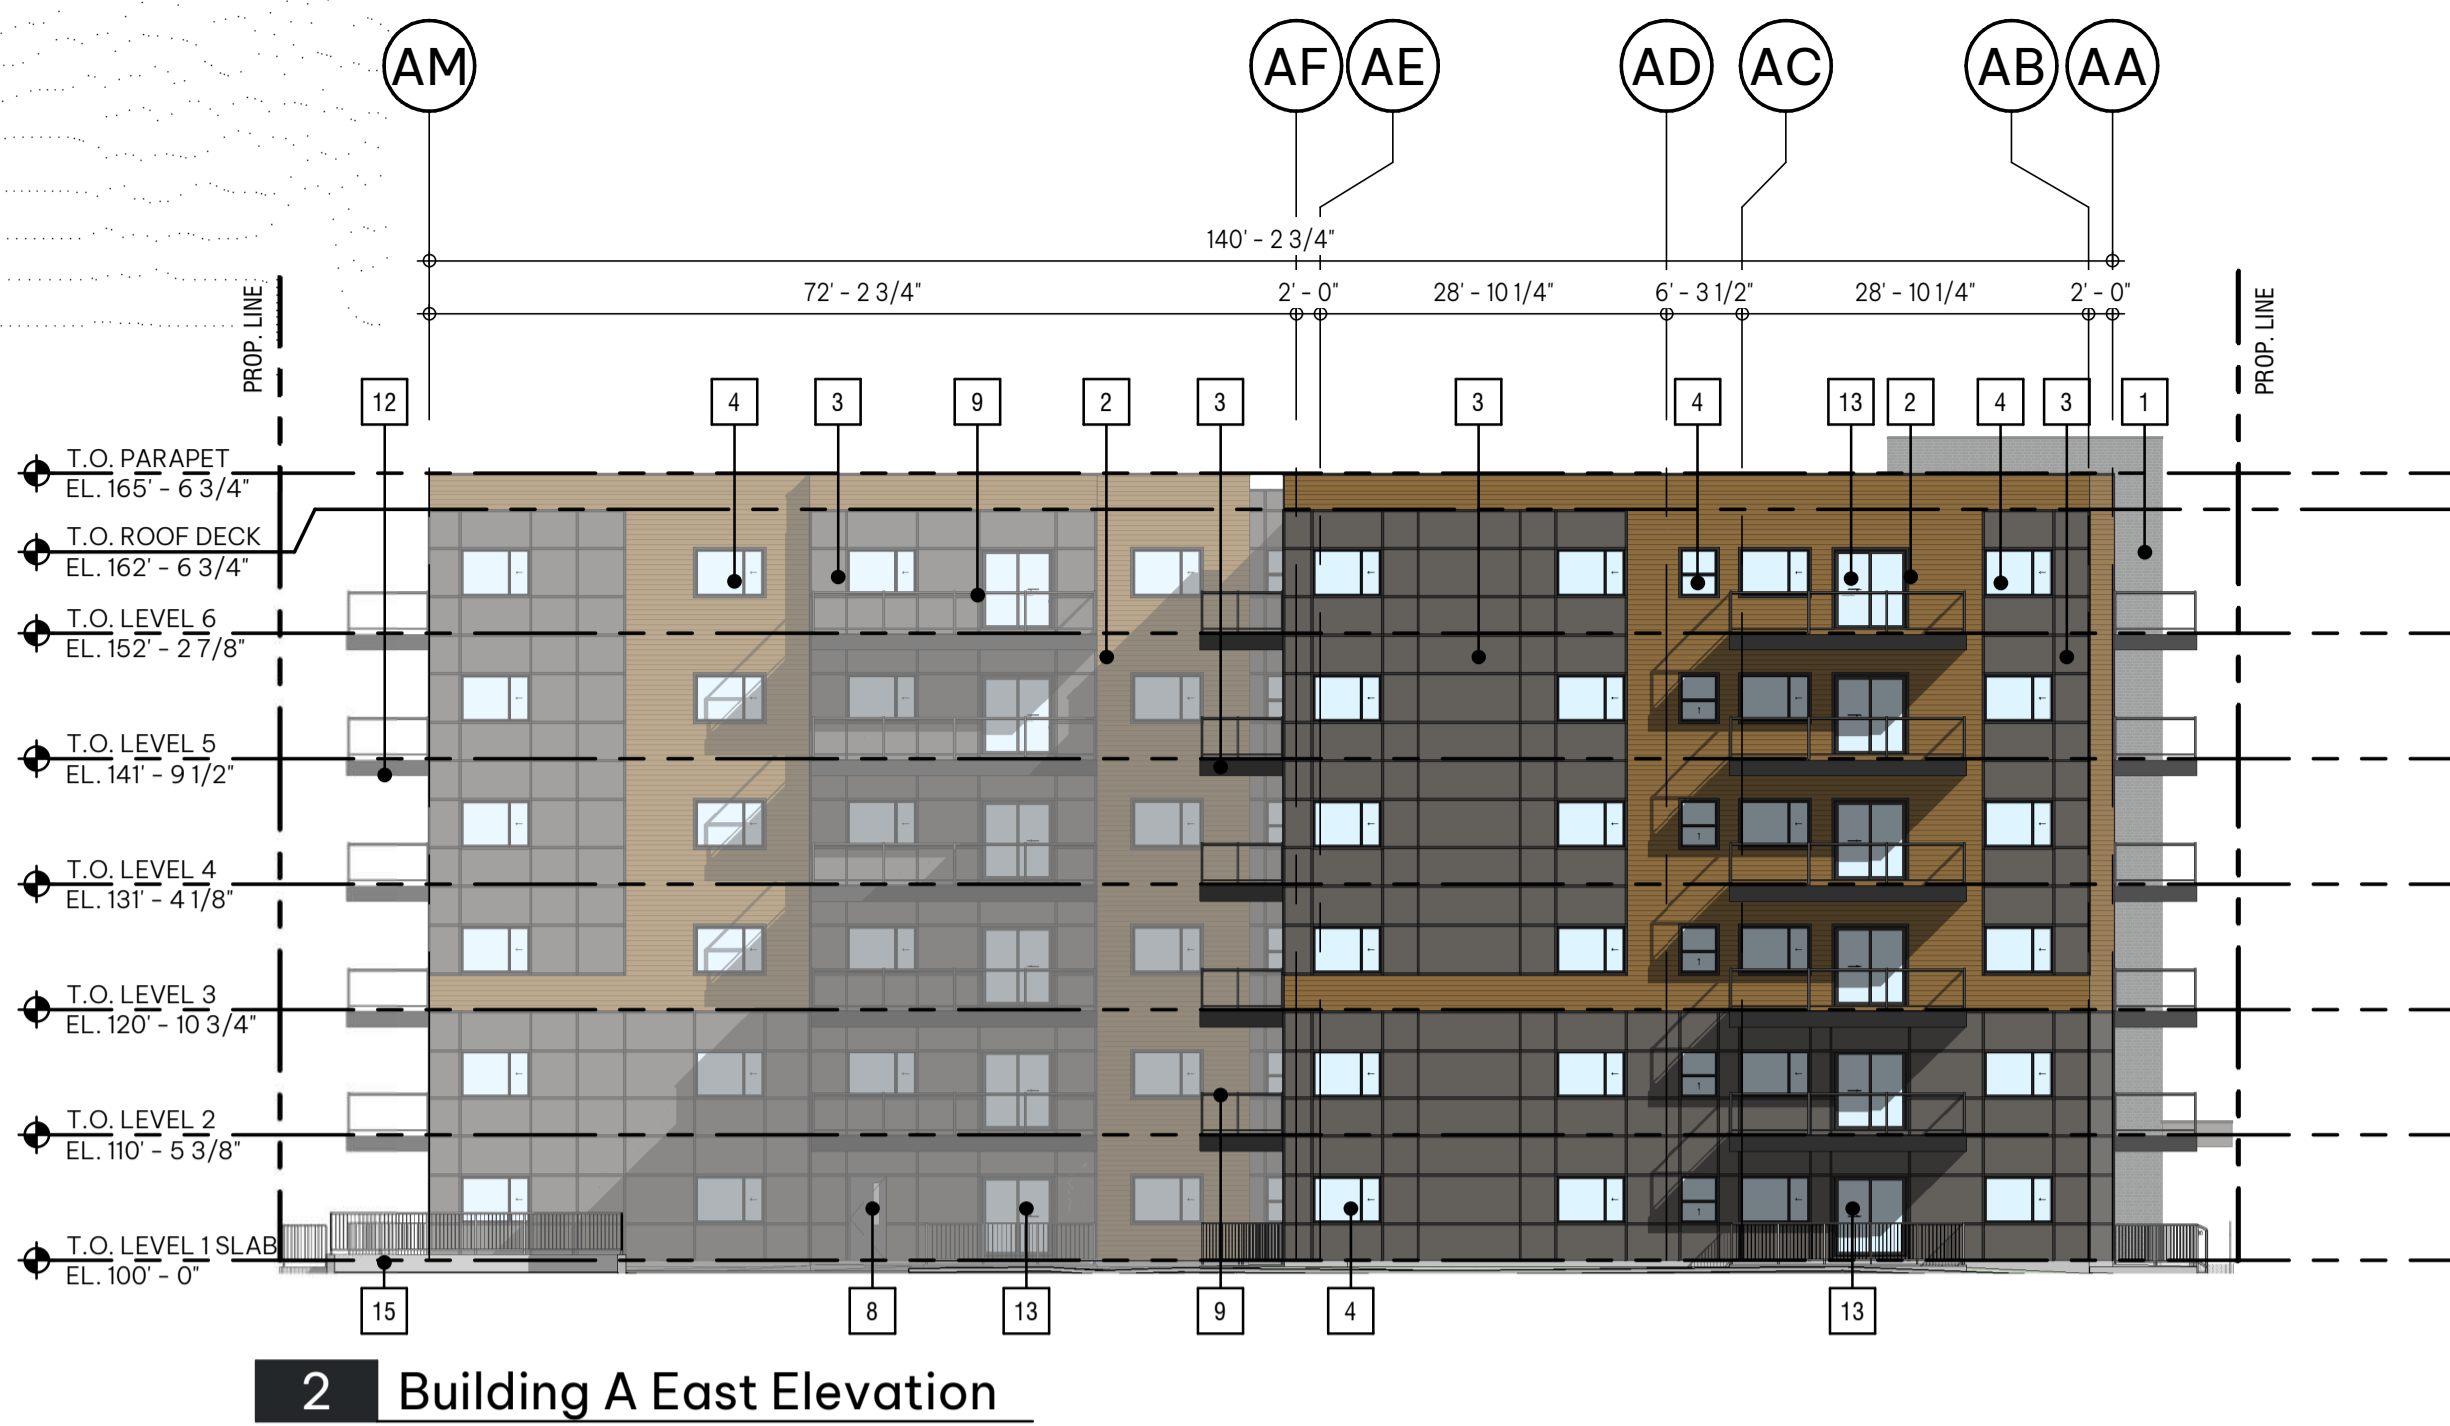 AM AF AE AD AC AB AA
140' - 2 3/4"
72' - 2 3/4" 2' - 0" 28' - 10 1/4" 6' - 3 1/2" 28' - 10 1/4" 2' - 0"
PROP. LINE
PROP. LINE
12 4 3 9 2 3 3 4 13 2 4 3 1
T.O. PARAPET
EL. 165' - 6 3/4"
T.O. ROOF DECK
EL. 162' - 6 3/4"
T.O. LEVEL 6
EL. 152' - 2 7/8"
T.O. LEVEL 5
EL. 141' - 9 1/2"
T.O. LEVEL 4
EL. 131' - 4 1/8"
T.O. LEVEL 3
EL. 120' - 10 3/4"
T.O. LEVEL 2
EL. 110' - 5 3/8"
T.O. LEVEL 1 SLAB
EL. 100' - 0"
15 8 13 9 4 13
2 Building A East Elevation